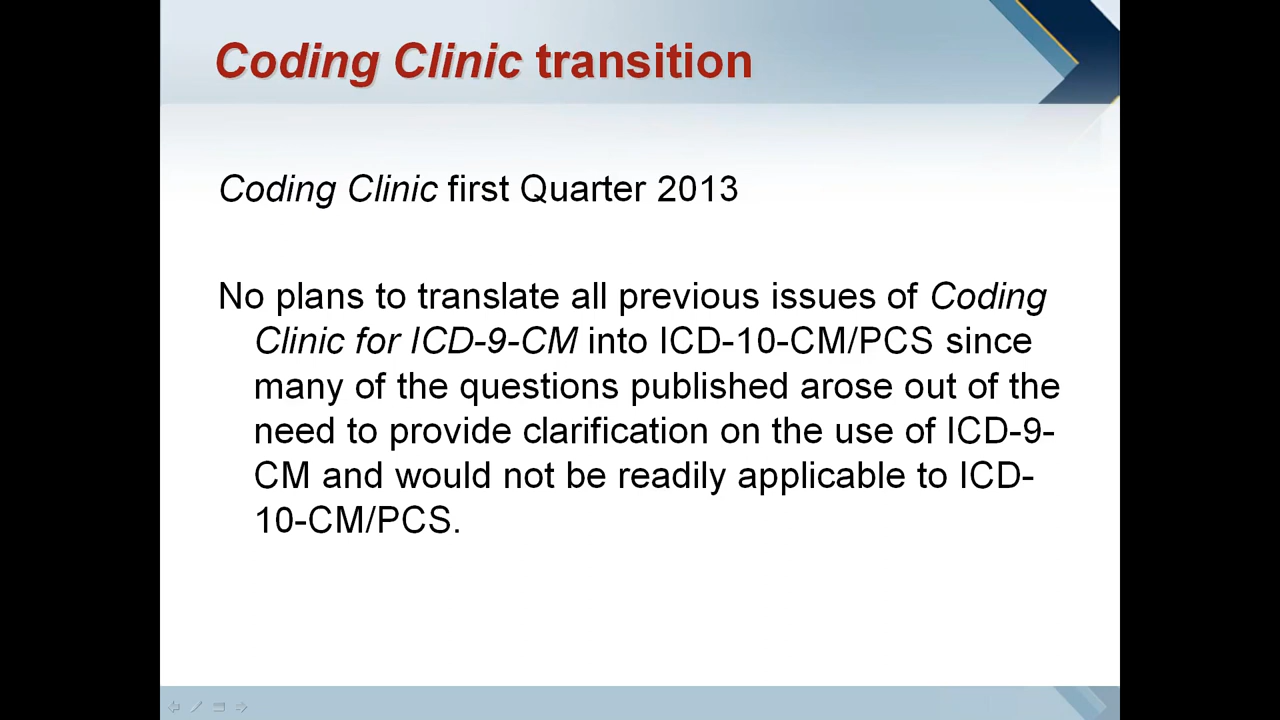 Coding Clinic transition
Coding Clinic first Quarter 2013
No plans to translate all previous issues of Coding
Clinic for ICD-9-CM into ICD-10-CM/PCS since
many of the questions published arose out of the
need to provide clarification on the use of ICD-9-
CM and would not be readily applicable to ICD-
10-CM/PCS.